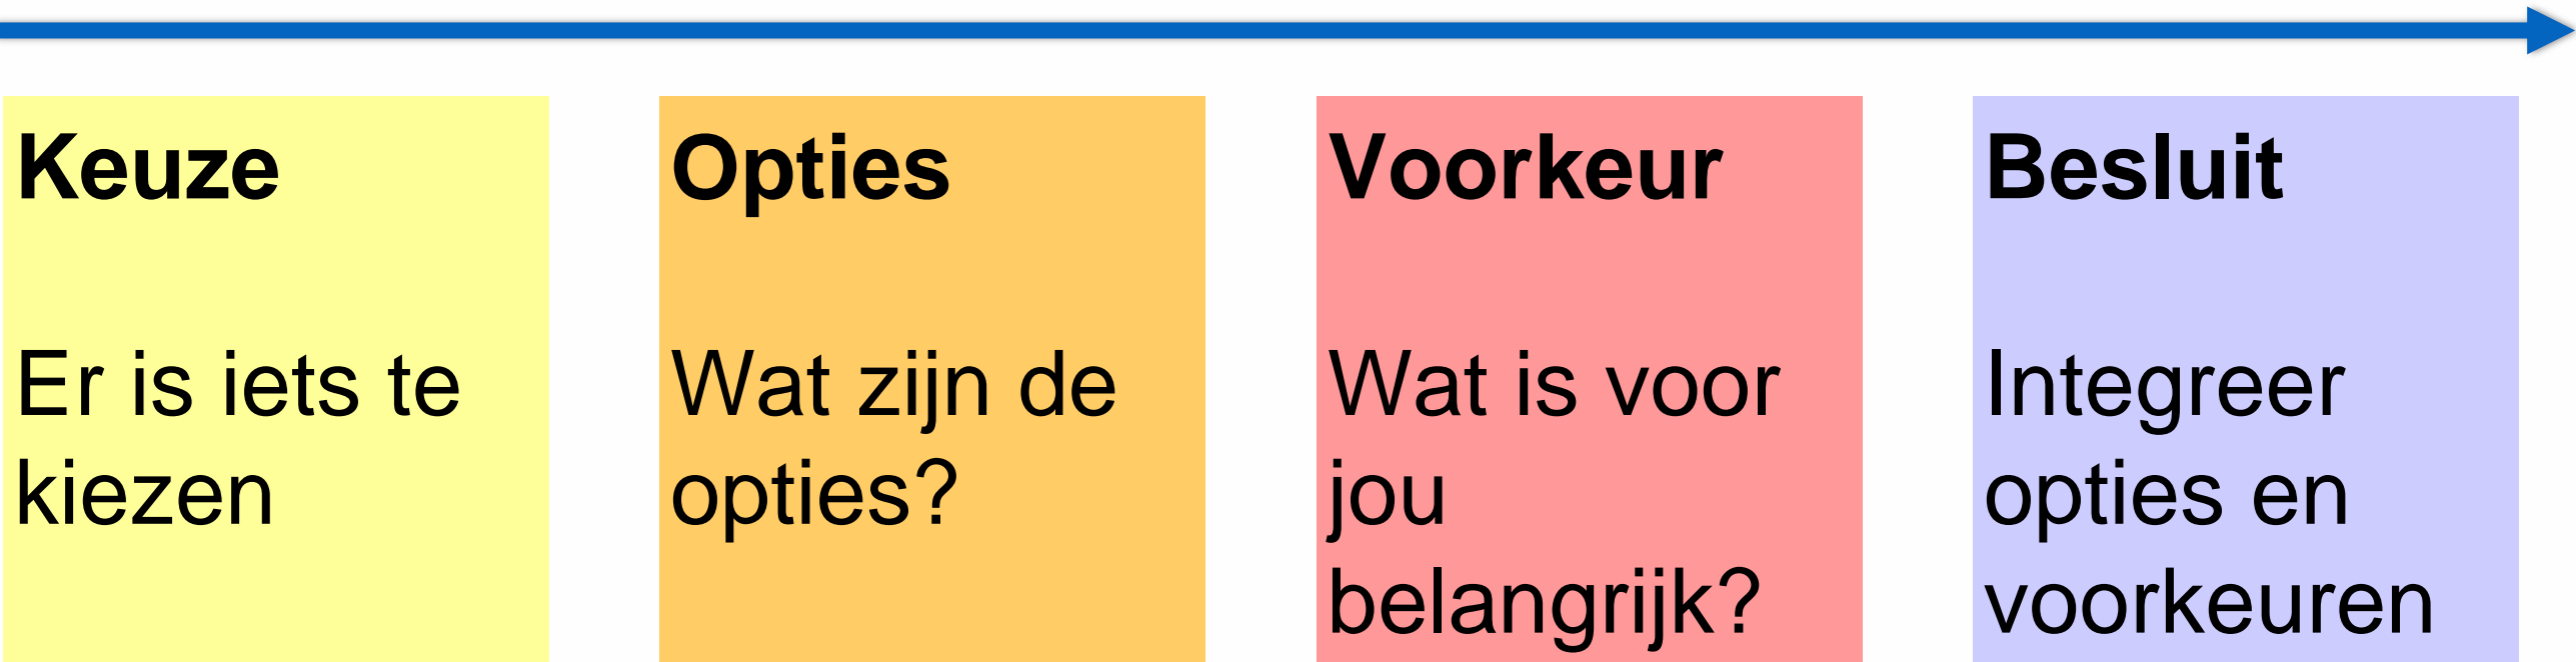 Keuze
Er is iets te
kiezen
Opties
Wat zijn de
opties?
Voorkeur
Wat is voor
jou
belangrijk?
Besluit
Integreer
opties en
voorkeuren